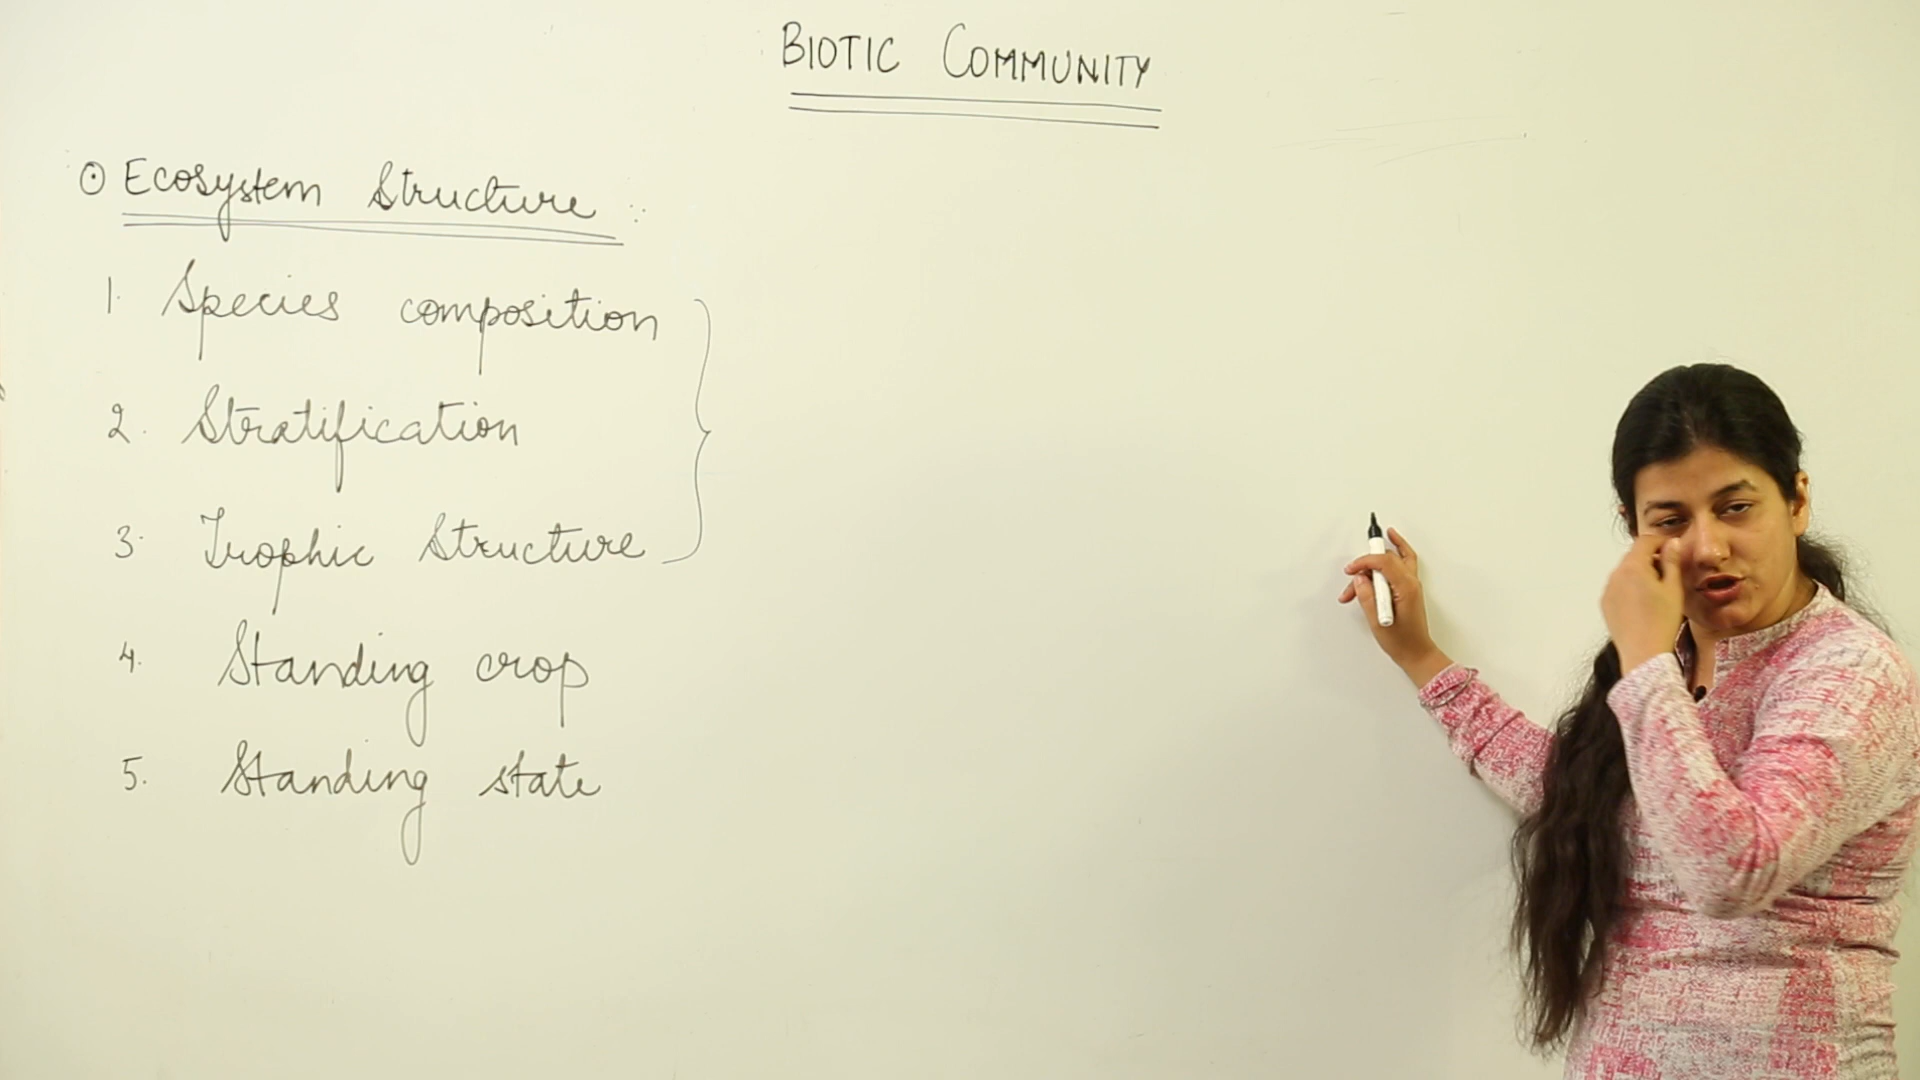 BIOTIC COMMUNITY
Ecosystem Structure :
1. Species composition
2. Stratification
3. Trophic Structure
4. Standing crop
5. Standing state